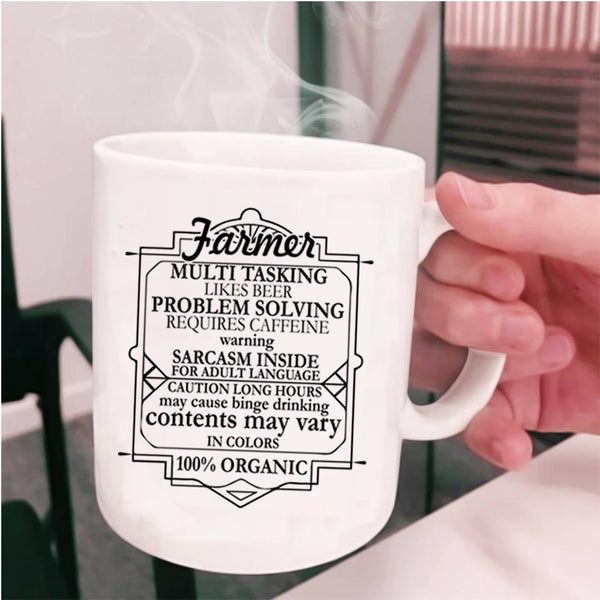 Farmer
MULTI TASKING
LIKES BEER
PROBLEM SOLVING
REQUIRES CAFFEINE
warning
SARCASM INSIDE
FOR ADULT LANGUAGE
CAUTION LONG HOURS
may cause binge drinking
contents may vary
IN COLORS
100% ORGANIC